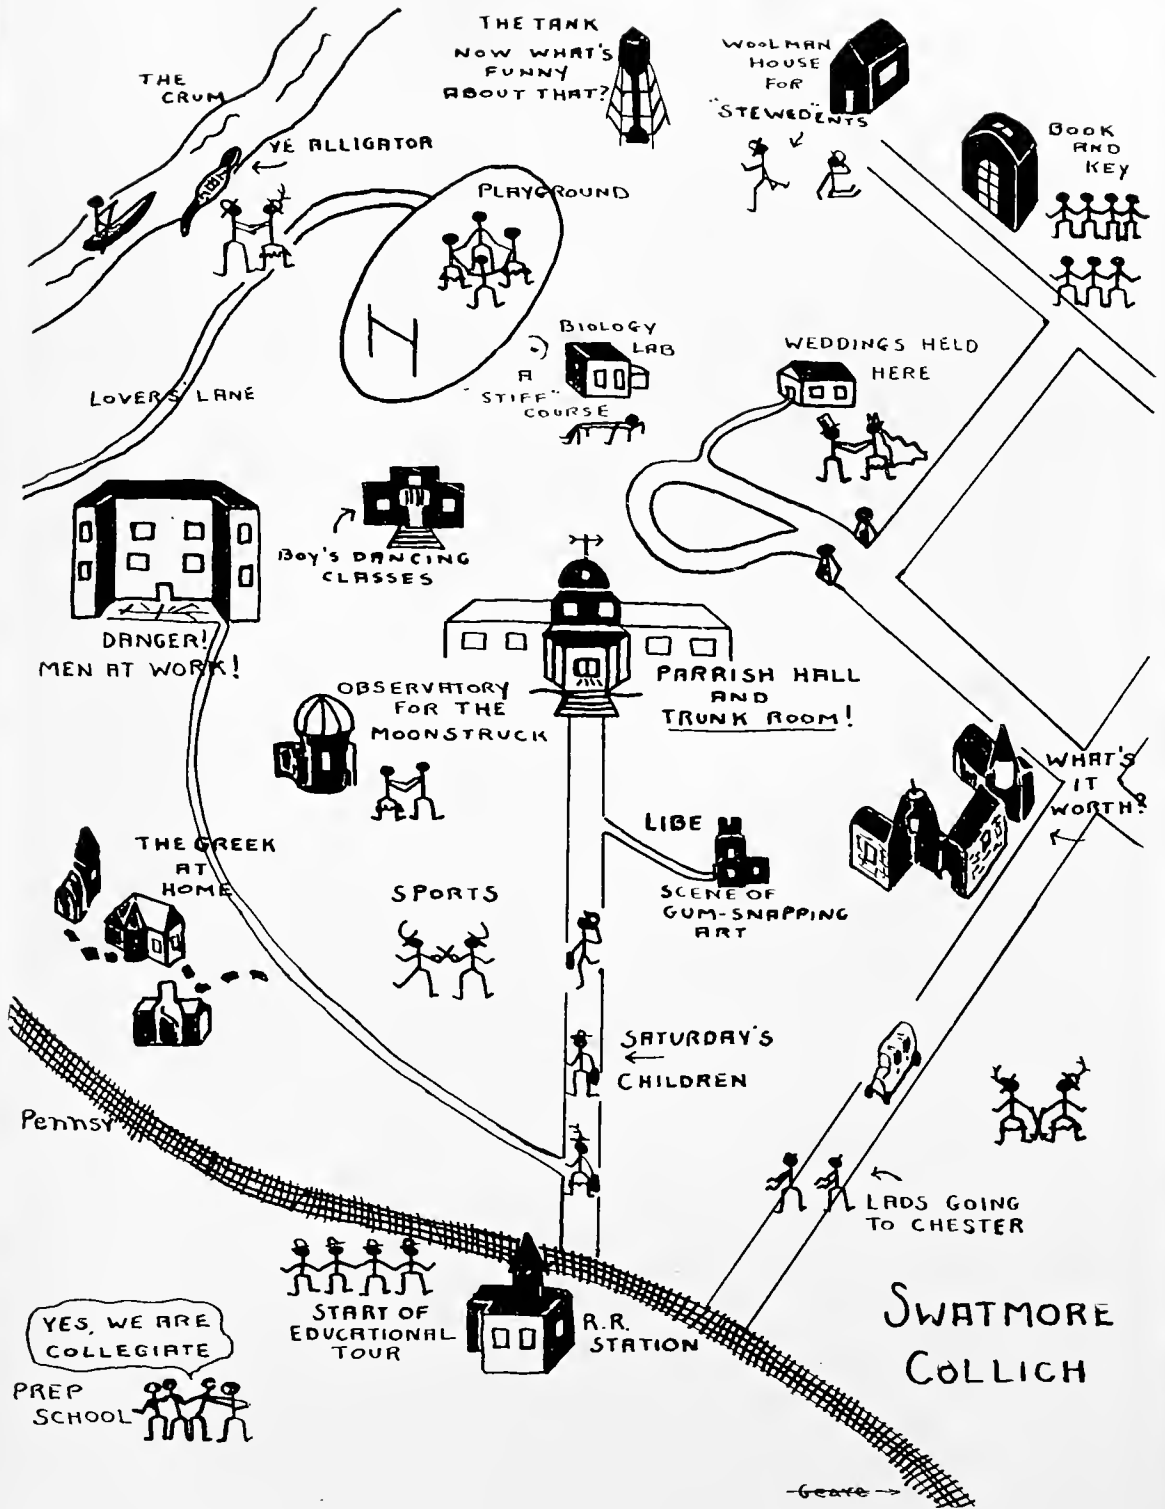 THE TANK
NOW WHAT'S
FUNNY
ABOUT THAT?
WOOLMAN
HOUSE
FOR
"STEWED"ENTS
THE
CRUM
YE ALLIGATOR
BOOK
AND
KEY
PLAYGROUND
BIOLOGY
LAB
A
"STIFF"
COURSE
WEDDINGS HELD
HERE
LOVERS' LANE
BOY'S DANCING
CLASSES
DANGER!
MEN AT WORK!
PARRISH HALL
AND
TRUNK ROOM!
OBSERVATORY
FOR THE
MOONSTRUCK
WHAT'S
IT
WORTH?
LIBE
SCENE OF
GUM-SNAPPING
ART
THE GREEK
AT
HOME
SPORTS
SATURDAY'S
CHILDREN
Pennsy
LADS GOING
TO CHESTER
START OF
EDUCATIONAL
TOUR
R.R.
STATION
SWATMORE
COLLICH
YES, WE ARE
COLLEGIATE
PREP
SCHOOL